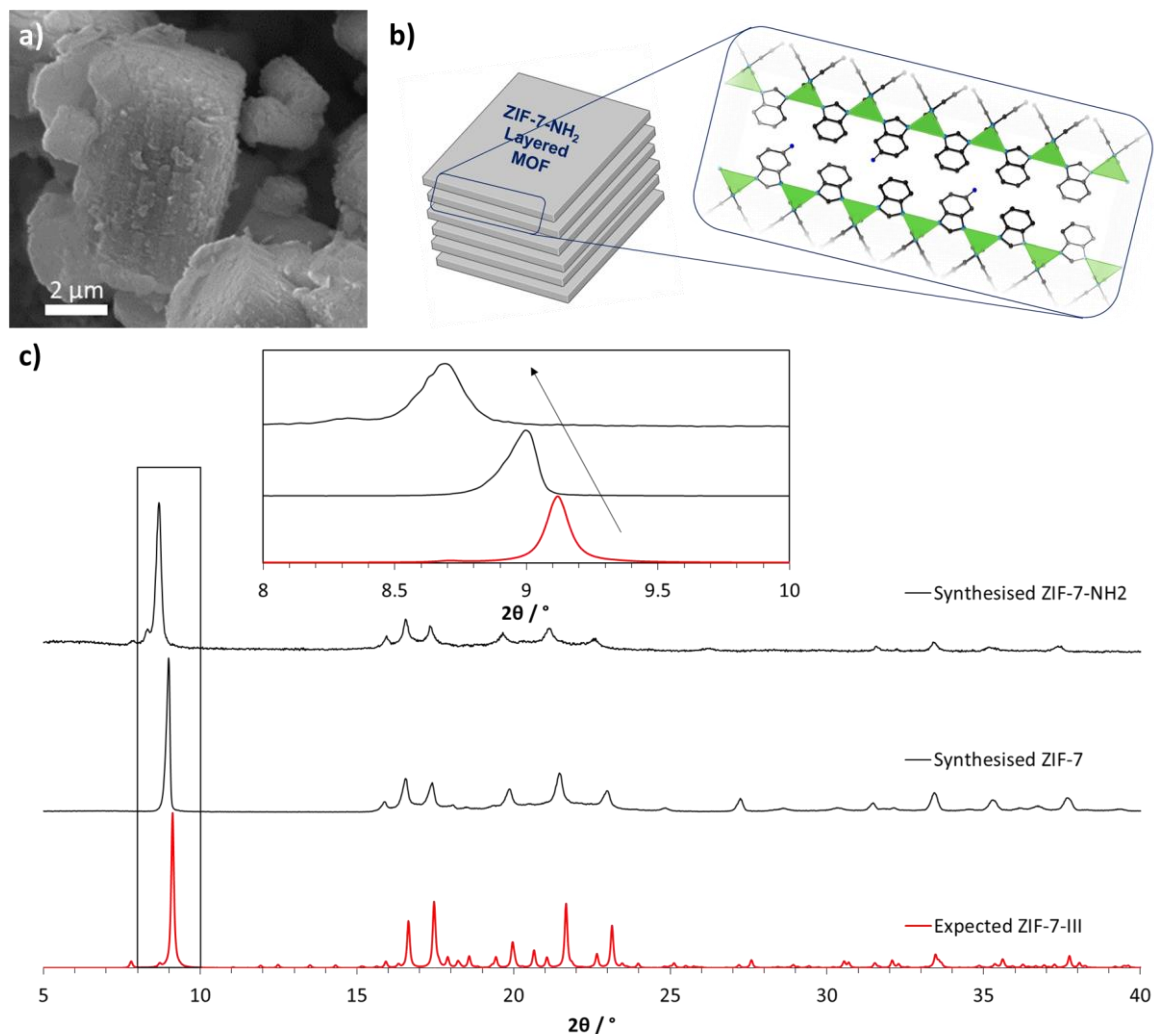 a)
2 μm
b)
ZIF-7-NH₂
Layered
MOF
c)
8 8.5 9 9.5 10
2θ / °
Synthesised ZIF-7-NH2
Synthesised ZIF-7
Expected ZIF-7-III
5 10 15 20 25 30 35 40
2θ / °